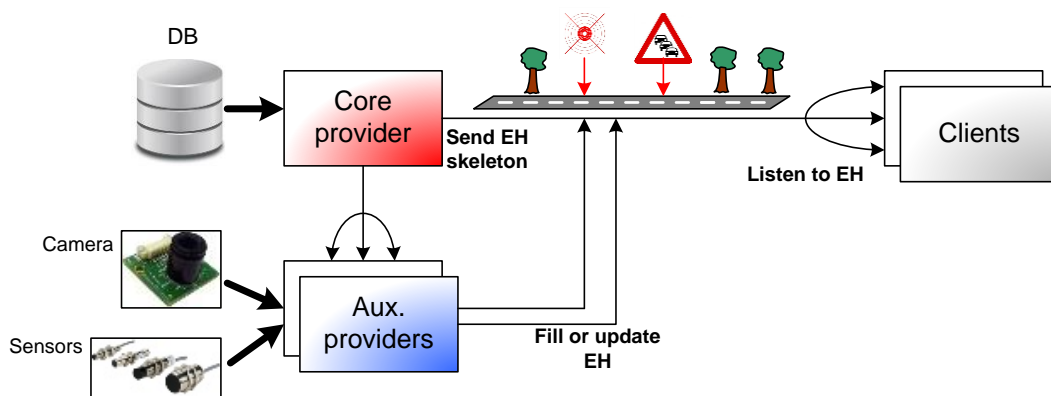 DB
Core
provider
Send EH
skeleton
Clients
Listen to EH
Camera
Sensors
Aux.
providers
Fill or update
EH